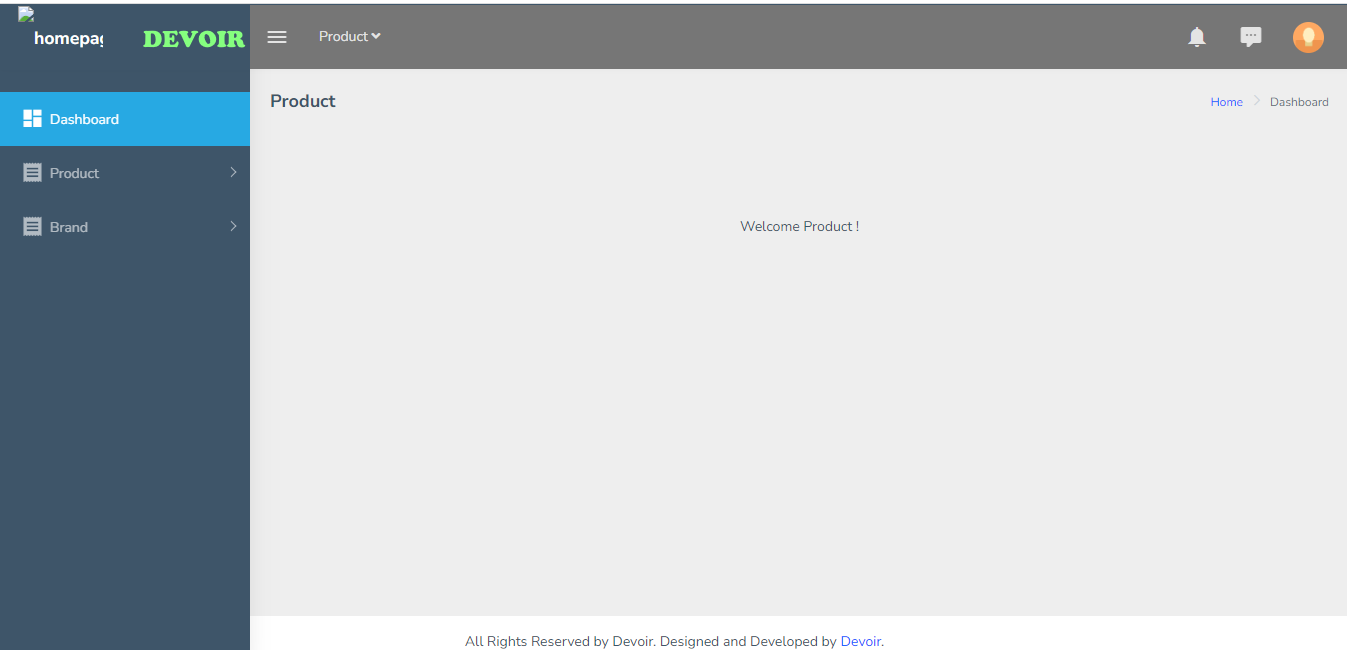 homepag
DEVOIR
Product
Product
Home
Dashboard
Dashboard
Product
Brand
Welcome Product !
All Rights Reserved by Devoir. Designed and Developed by Devoir.